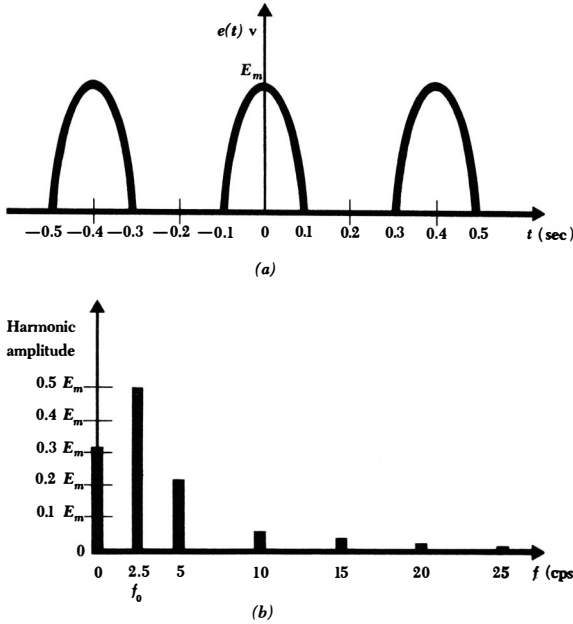 e(t) v
E_m
−0.5 −0.4 −0.3 −0.2 −0.1 0 0.1 0.2 0.3 0.4 0.5 t (sec)
(a)
Harmonic
amplitude
0.5 E_m
0.4 E_m
0.3 E_m
0.2 E_m
0.1 E_m
0
0 2.5 5 10 15 20 25 f (cps
f_0
(b)